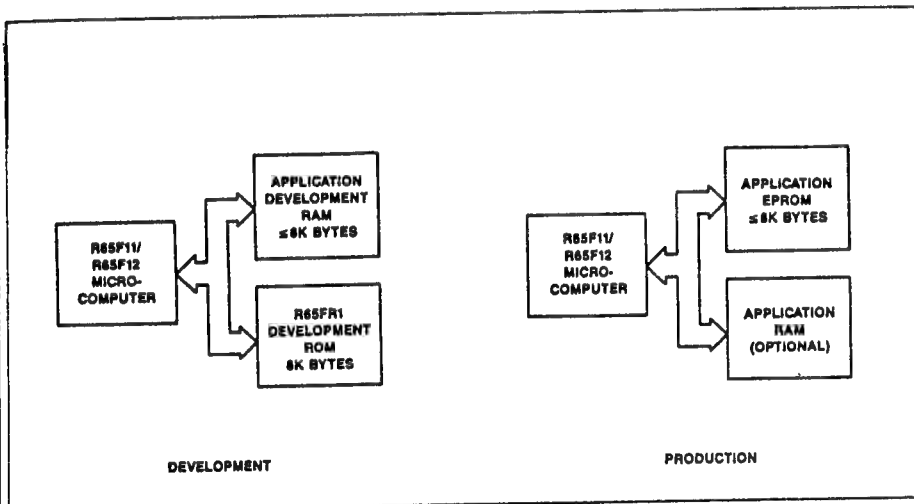 APPLICATION
DEVELOPMENT
RAM
≤8K BYTES
R65F11/
R65F12
MICRO-
COMPUTER
R65FR1
DEVELOPMENT
ROM
8K BYTES
DEVELOPMENT
APPLICATION
EPROM
≤8K BYTES
R65F11/
R65F12
MICRO-
COMPUTER
APPLICATION
RAM
(OPTIONAL)
PRODUCTION